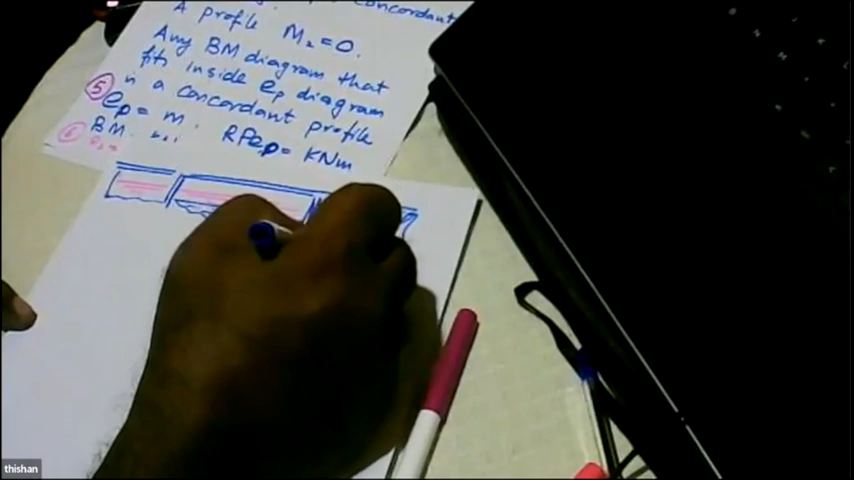 concordant
A profile M₂ = 0.
Any BM diagram that
fits inside ep diagram
is a concordant profile
⑤ ep = m
RPep = KNm
⑥ BM
thishan